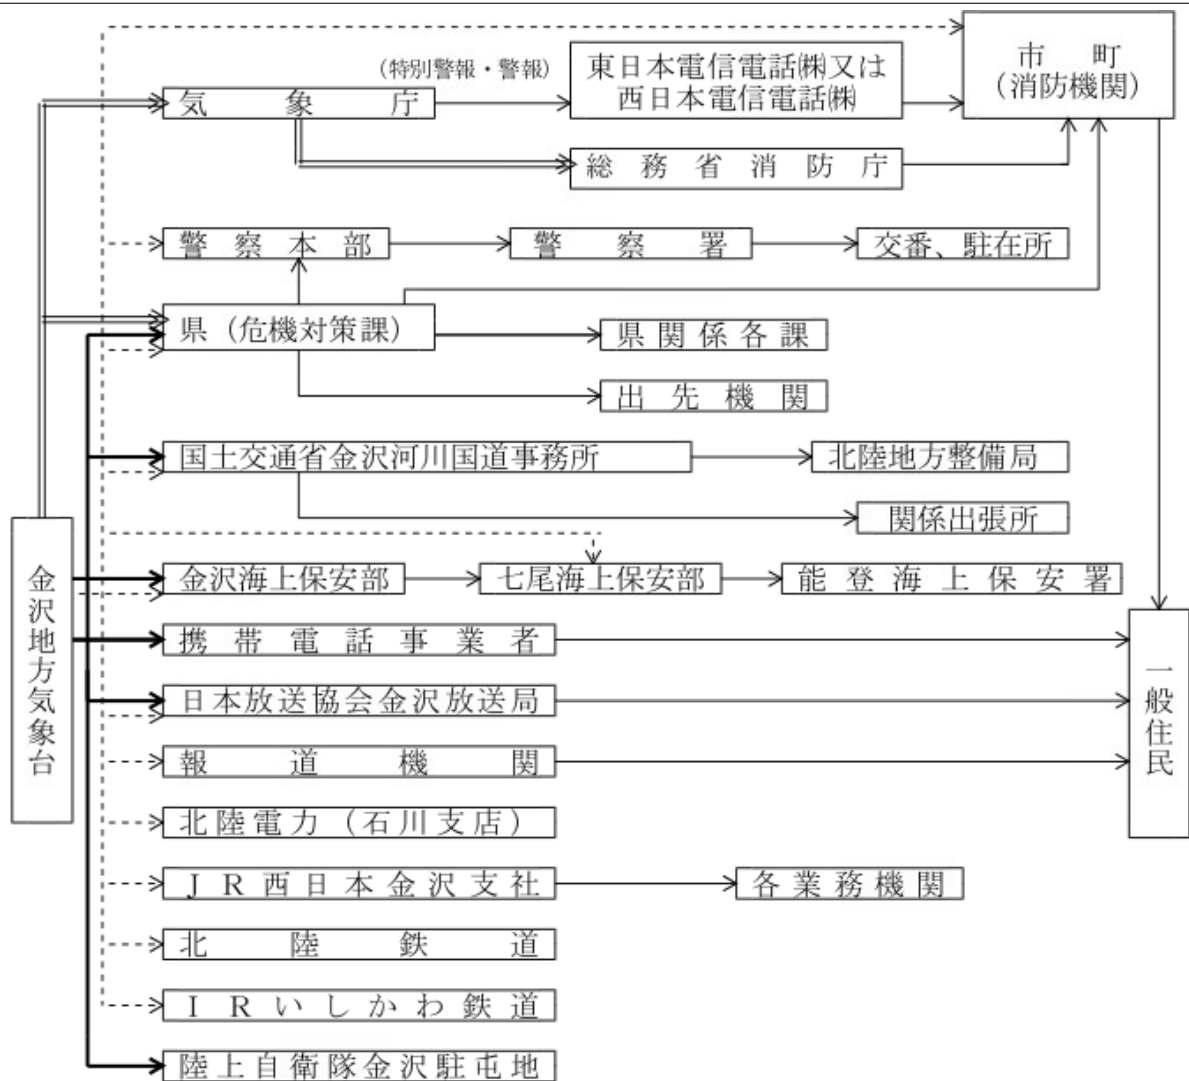 市町
(消防機関)
(特別警報・警報)
東日本電信電話㈱又は
西日本電信電話㈱
気象庁
総務省消防庁
警察本部
警察署
交番、駐在所
県(危機対策課)
県関係各課
出先機関
国土交通省金沢河川国道事務所
北陸地方整備局
関係出張所
金沢地方気象台
金沢海上保安部
七尾海上保安部
能登海上保安署
携帯電話事業者
日本放送協会金沢放送局
一般住民
報道機関
北陸電力(石川支店)
JR西日本金沢支社
各業務機関
北陸鉄道
IRいしかわ鉄道
陸上自衛隊金沢駐屯地